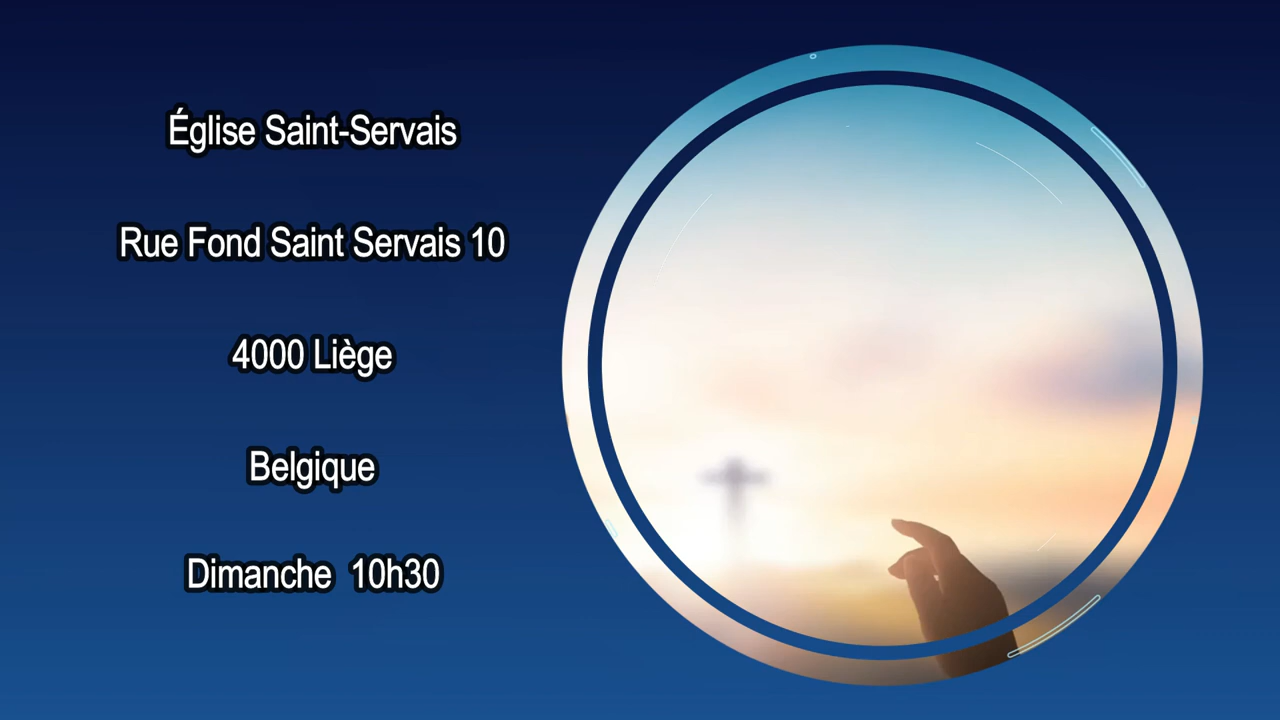 Église Saint-Servais
Rue Fond Saint Servais 10
4000 Liège
Belgique
Dimanche  10h30